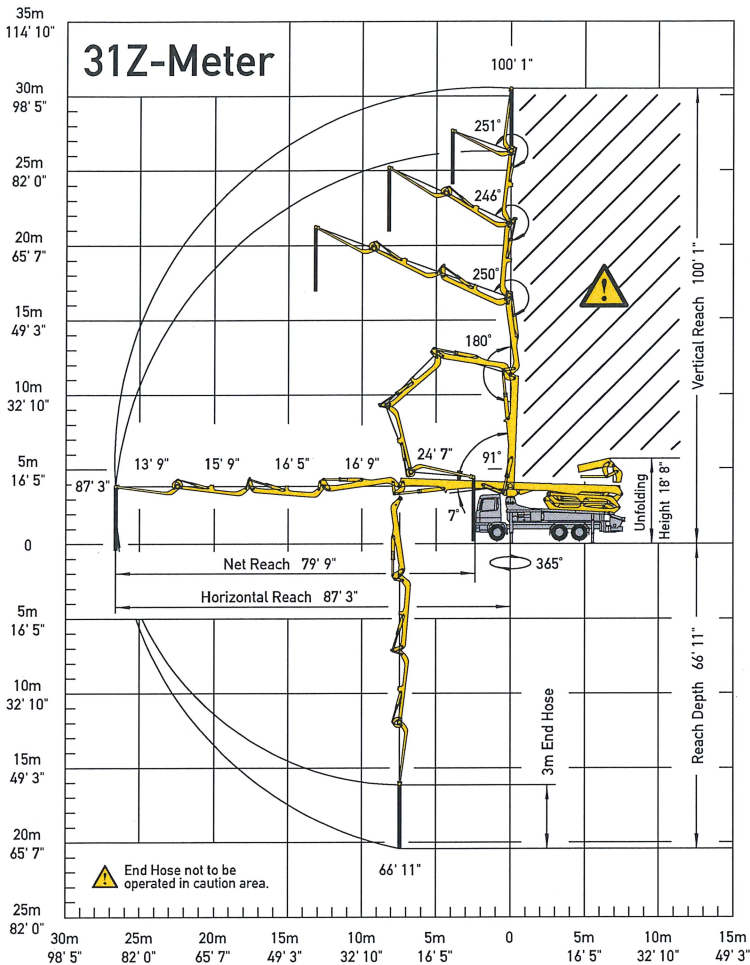 35m
114' 10"
31Z-Meter
100' 1"
30m
98' 5"
251°
25m
82' 0"
246°
20m
65' 7"
250°
15m
49' 3"
180°
Vertical Reach 100' 1"
10m
32' 10"
13' 9" 15' 9" 16' 5" 16' 9" 24' 7" 91°
5m
16' 5"
87' 3"
7°
Unfolding
Height 18' 8"
0
Net Reach 79' 9"
365°
Horizontal Reach 87' 3"
5m
16' 5"
Reach Depth 66' 11"
10m
32' 10"
3m End Hose
15m
49' 3"
20m
65' 7"
66' 11"
End Hose not to be
operated in caution area.
25m
82' 0"
30m 25m 20m 15m 10m 5m 0 5m 10m 15m
98' 5" 82' 0" 65' 7" 49' 3" 32' 10" 16' 5" 16' 5" 32' 10" 49' 3"